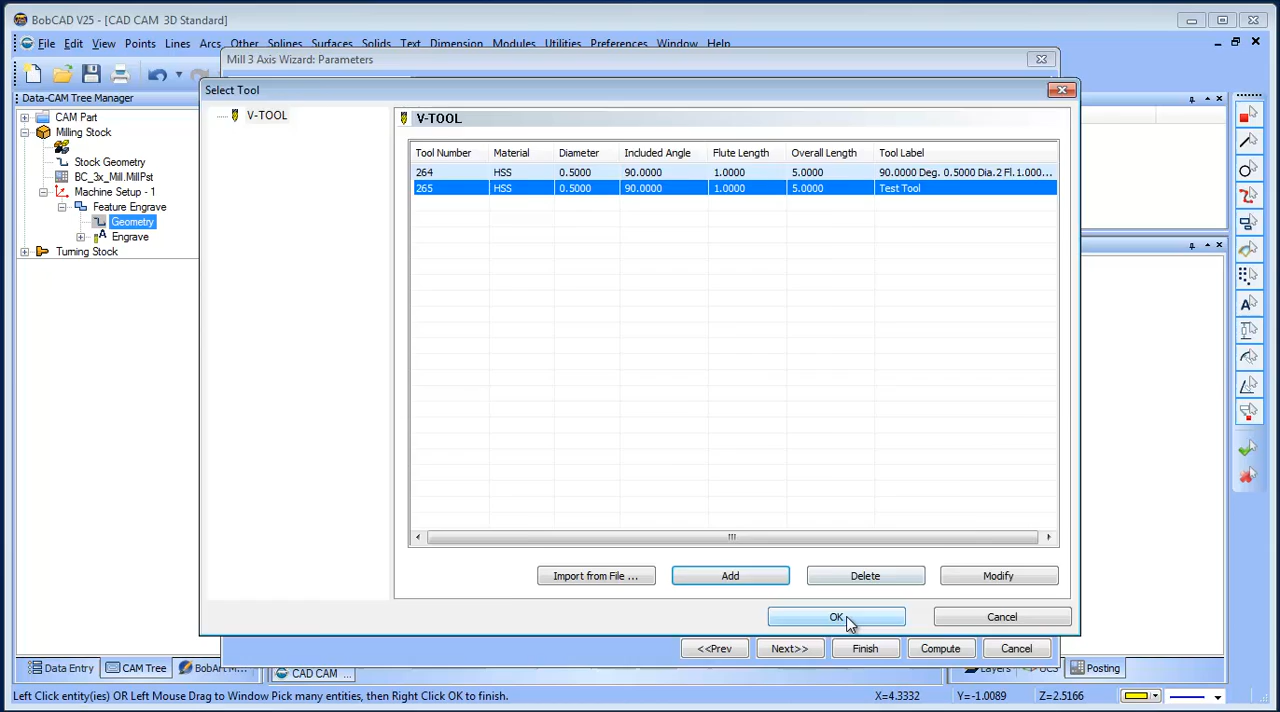 BobCAD V25 - [CAD CAM  3D Standard]
File Edit View Points Lines Arcs Other Splines Surfaces Solids Text Dimension Modules Utilities Preferences Window Help
Mill 3 Axis Wizard: Parameters
Select Tool
Data-CAM Tree Manager
CAM Part
Milling Stock
Stock Geometry
BC_3x_Mill.MillPst
Machine Setup - 1
Feature Engrave
Geometry
Engrave
Turning Stock
V-TOOL
V-TOOL
Tool Number Material Diameter Included Angle Flute Length Overall Length Tool Label
264 HSS 0.5000 90.0000 1.0000 5.0000 90.0000 Deg. 0.5000 Dia.2 Fl.1.000...
265 HSS 0.5000 90.0000 1.0000 5.0000 Test Tool
Import from File ... Add Delete Modify
OK Cancel
<<Prev Next>> Finish Compute Cancel
Data Entry CAM Tree BobArt M... CAD CAM ... Layers UCS Posting
Left Click entity(ies) OR Left Mouse Drag to Window Pick many entities, then Right Click OK to finish. X=4.3332 Y=-1.0089 Z=2.5166